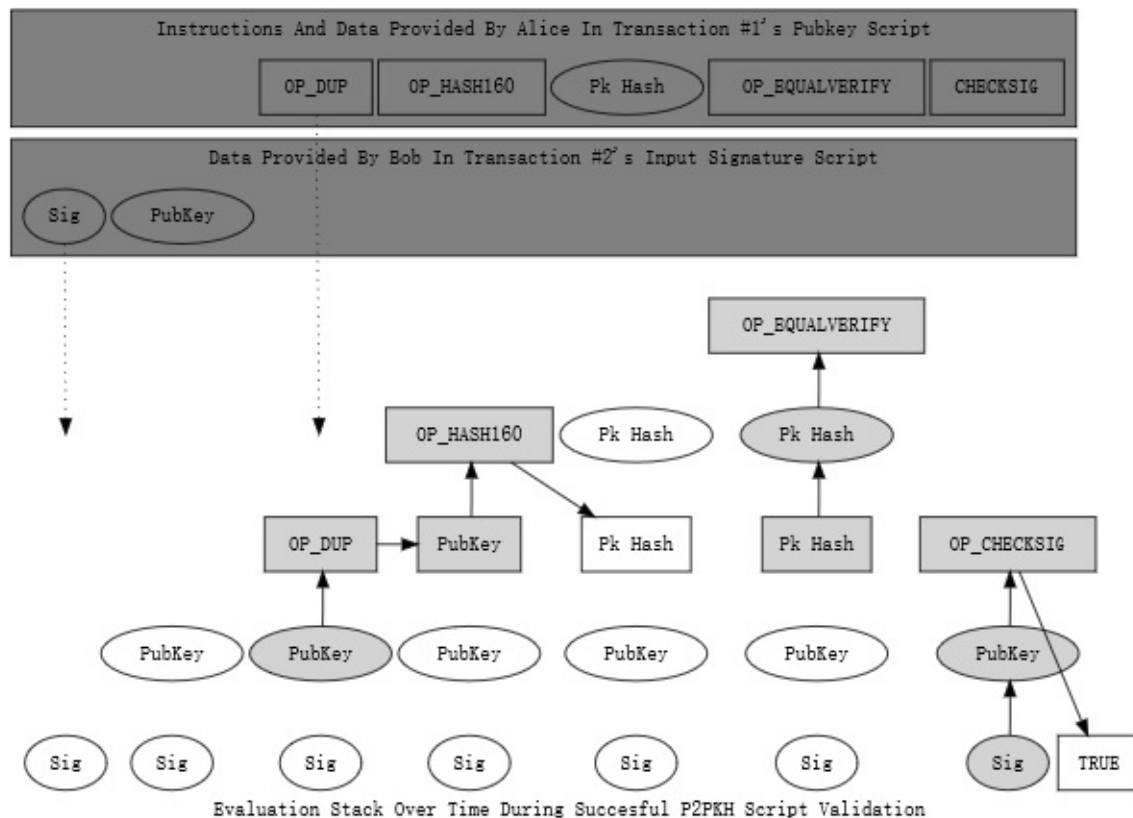 Instructions And Data Provided By Alice In Transaction #1's Pubkey Script
OP_DUP OP_HASH160 Pk Hash OP_EQUALVERIFY CHECKSIG
Data Provided By Bob In Transaction #2's Input Signature Script
Sig PubKey
OP_EQUALVERIFY
OP_HASH160 Pk Hash Pk Hash
OP_DUP PubKey Pk Hash Pk Hash OP_CHECKSIG
PubKey PubKey PubKey PubKey PubKey PubKey
Sig Sig Sig Sig Sig Sig Sig TRUE
Evaluation Stack Over Time During Succesful P2PKH Script Validation